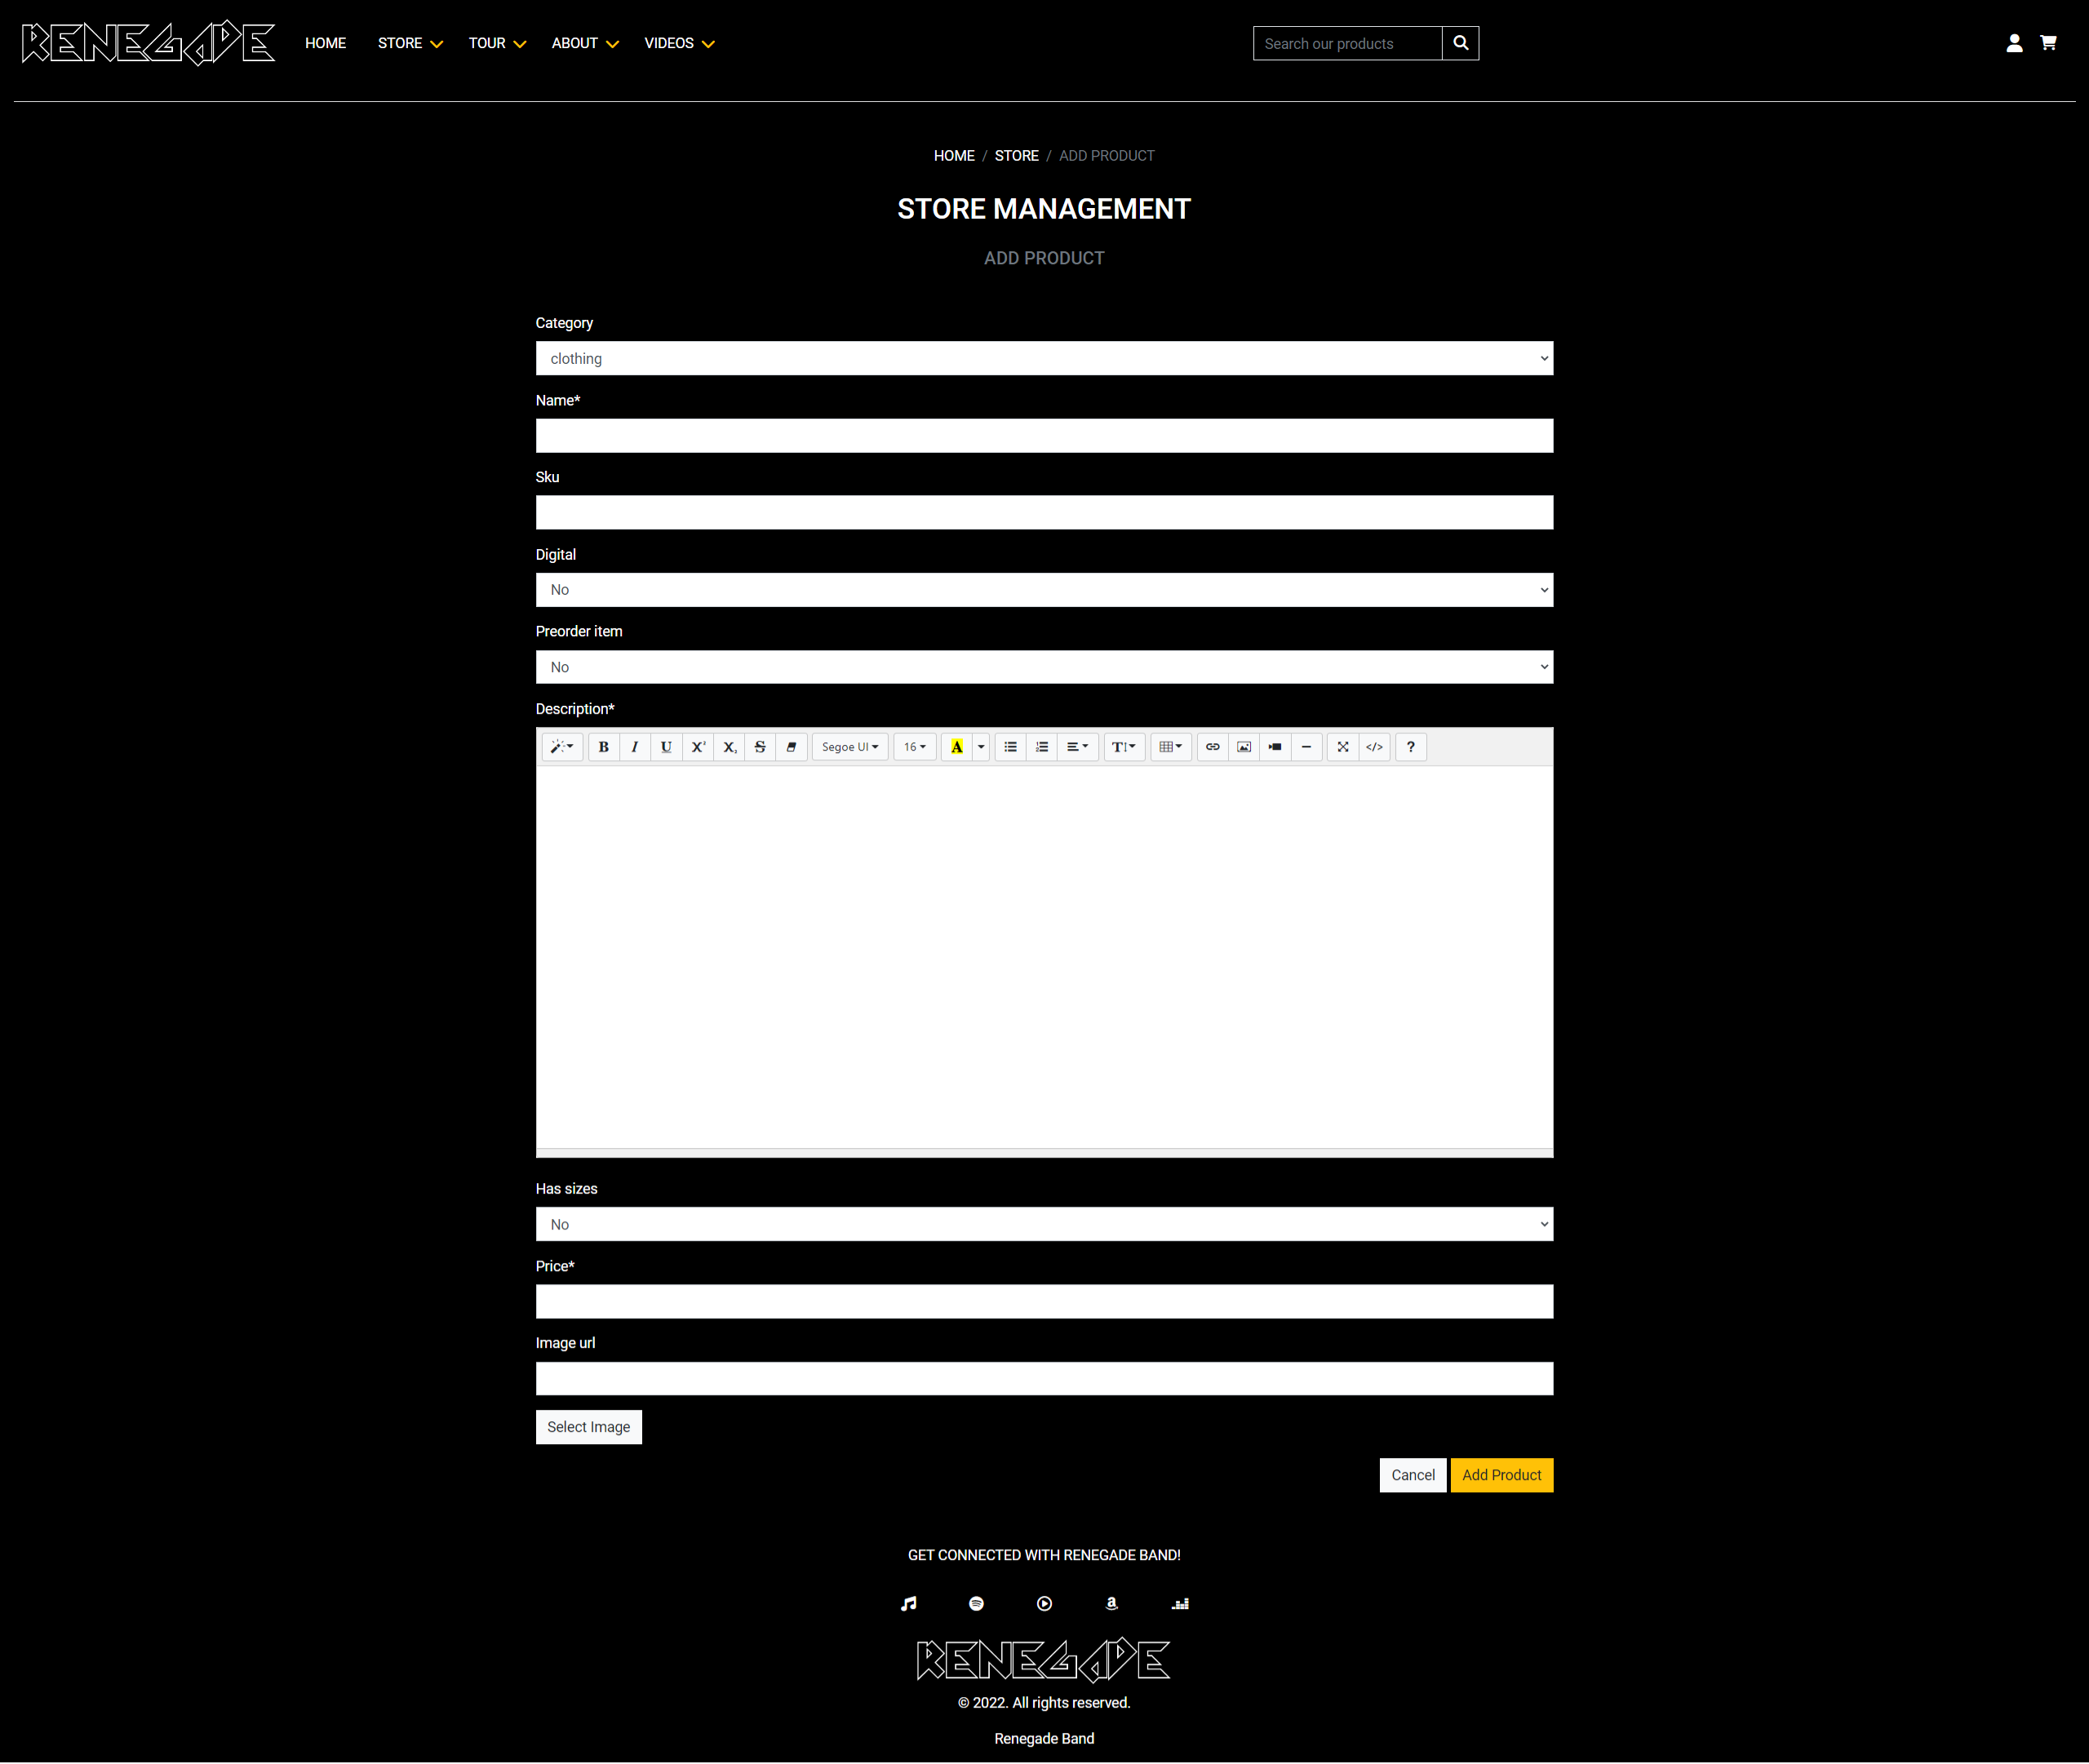 RENEGADE HOME STORE TOUR ABOUT VIDEOS Search our products
HOME / STORE / ADD PRODUCT
STORE MANAGEMENT
ADD PRODUCT
Category
clothing
Name*
Sku
Digital
No
Preorder item
No
Description*
B I U X² X₂ S Segoe UI 16 A T </> ?
Has sizes
No
Price*
Image url
Select Image
Cancel Add Product
GET CONNECTED WITH RENEGADE BAND!
a
RENEGADE
© 2022. All rights reserved.
Renegade Band